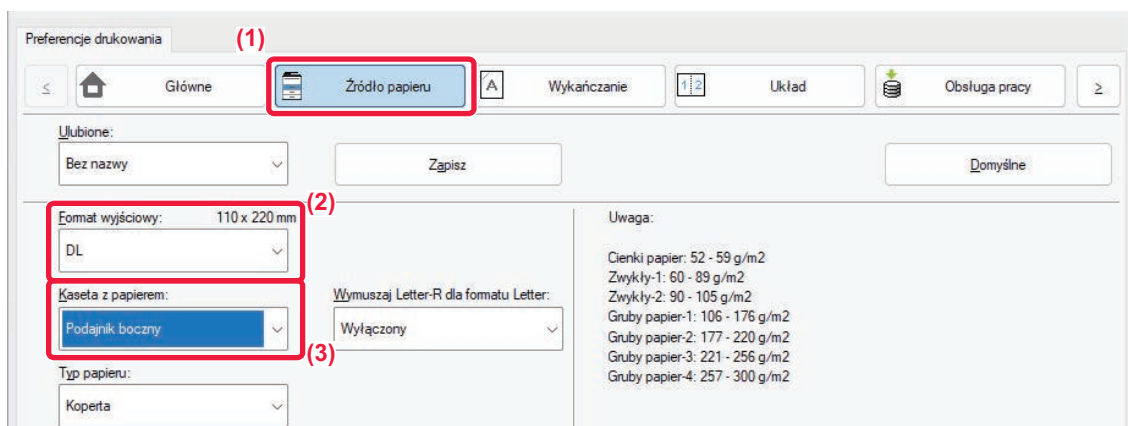 Preferencje drukowania
(1)
≤
Główne
Źródło papieru
A
Wykańczanie
1 2
Układ
Obsługa pracy
≥
Ulubione:
Bez nazwy
Zapisz
Domyślne
(2)
Format wyjściowy: 110 x 220 mm
DL
Kaseta z papierem:
Podajnik boczny
(3)
Wymuszaj Letter-R dla formatu Letter:
Wyłączony
Typ papieru:
Koperta
Uwaga:
Cienki papier: 52 - 59 g/m2
Zwykły-1: 60 - 89 g/m2
Zwykły-2: 90 - 105 g/m2
Gruby papier-1: 106 - 176 g/m2
Gruby papier-2: 177 - 220 g/m2
Gruby papier-3: 221 - 256 g/m2
Gruby papier-4: 257 - 300 g/m2